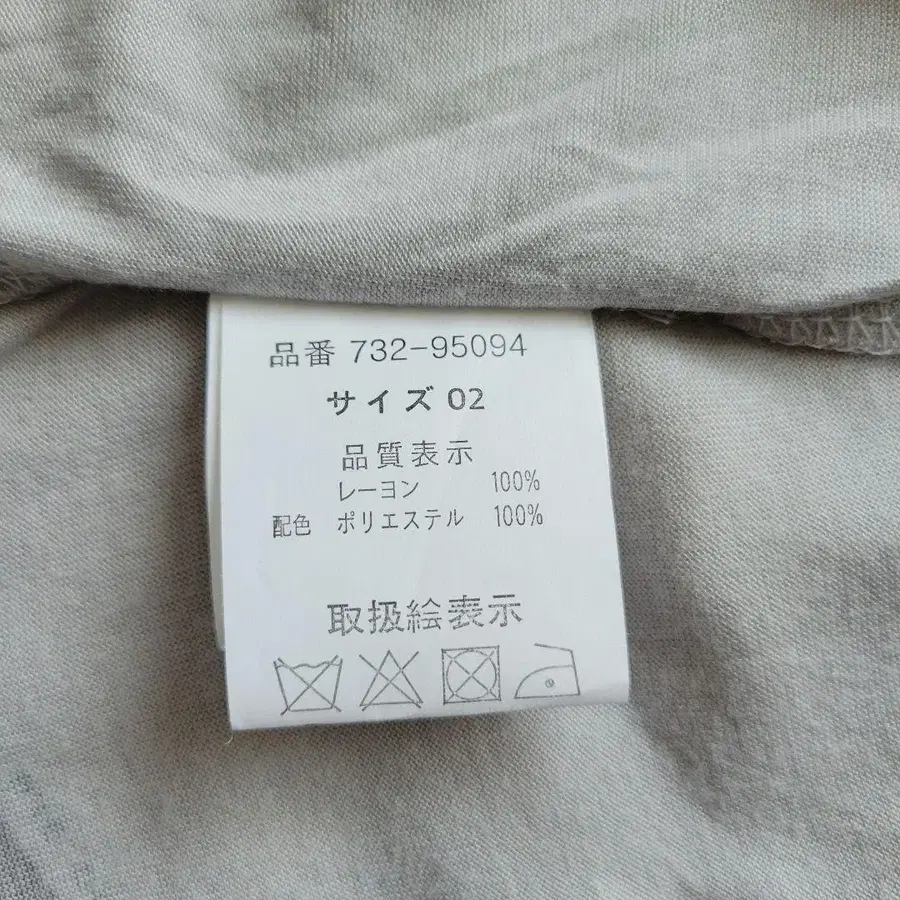 品番 732-95094
サイズ 02
品質表示
レーヨン 100%
配色 ポリエステル 100%
取扱絵表示